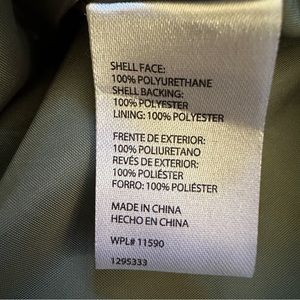 SHELL FACE:
100% POLYURETHANE
SHELL BACKING:
100% POLYESTER
LINING: 100% POLYESTER
FRENTE DE EXTERIOR:
100% POLIURETANO
REVÉS DE EXTERIOR:
100% POLIÉSTER
FORRO: 100% POLIÉSTER
MADE IN CHINA
HECHO EN CHINA
WPL# 11590
1295333